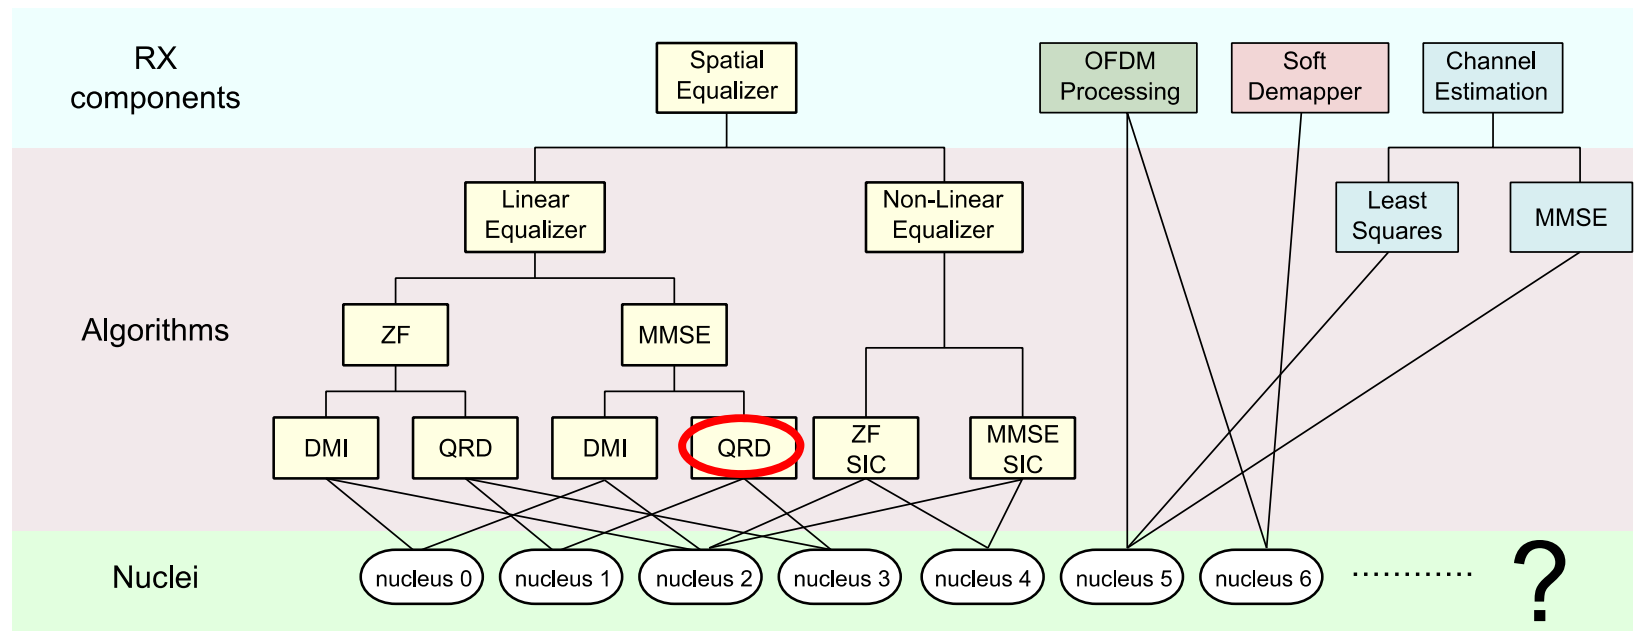 RX
components
Spatial
Equalizer
OFDM
Processing
Soft
Demapper
Channel
Estimation
Algorithms
Linear
Equalizer
Non-Linear
Equalizer
Least
Squares
MMSE
ZF
MMSE
DMI
QRD
DMI
QRD
ZF
SIC
MMSE
SIC
Nuclei
nucleus 0
nucleus 1
nucleus 2
nucleus 3
nucleus 4
nucleus 5
nucleus 6
............
?